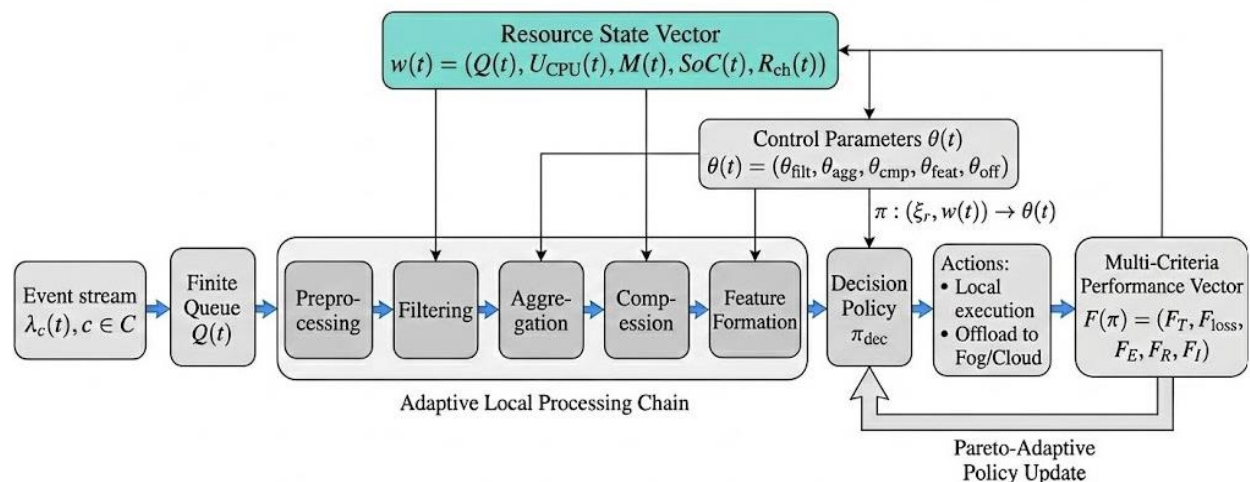 Resource State Vector
w(t) = (Q(t), U_CPU(t), M(t), SoC(t), R_ch(t))
Control Parameters θ(t)
θ(t) = (θ_filt, θ_agg, θ_cmp, θ_feat, θ_off)
π : (ξ_r, w(t)) → θ(t)
Event stream
λ_c(t), c ∈ C
Finite
Queue
Q(t)
Prepro-
cessing
Filtering
Aggre-
gation
Comp-
ession
Feature
Formation
Adaptive Local Processing Chain
Decision
Policy
π_dec
Actions:
• Local
execution
• Offload to
Fog/Cloud
Multi-Criteria
Performance Vector
F(π) = (F_T, F_loss,
F_E, F_R, F_I)
Pareto-Adaptive
Policy Update